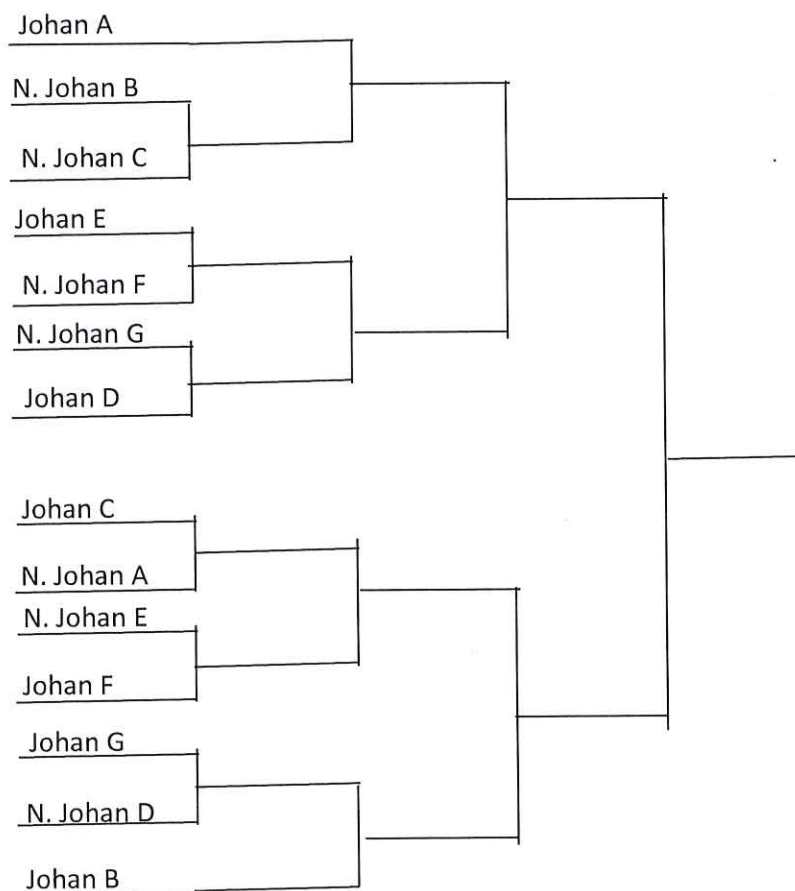 Johan A
N. Johan B
N. Johan C
Johan E
N. Johan F
N. Johan G
Johan D
Johan C
N. Johan A
N. Johan E
Johan F
Johan G
N. Johan D
Johan B